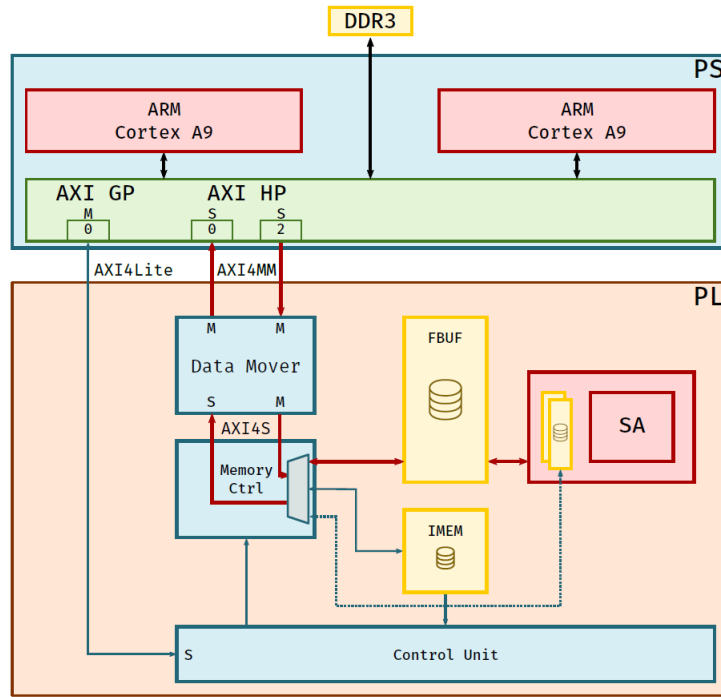 DDR3
PS
ARM
Cortex A9
ARM
Cortex A9
AXI GP
AXI HP
M
S
S
0
0
2
AXI4Lite
AXI4MM
PL
M
M
Data Mover
S
M
AXI4S
FBUF
SA
Memory
Ctrl
IMEM
S
Control Unit